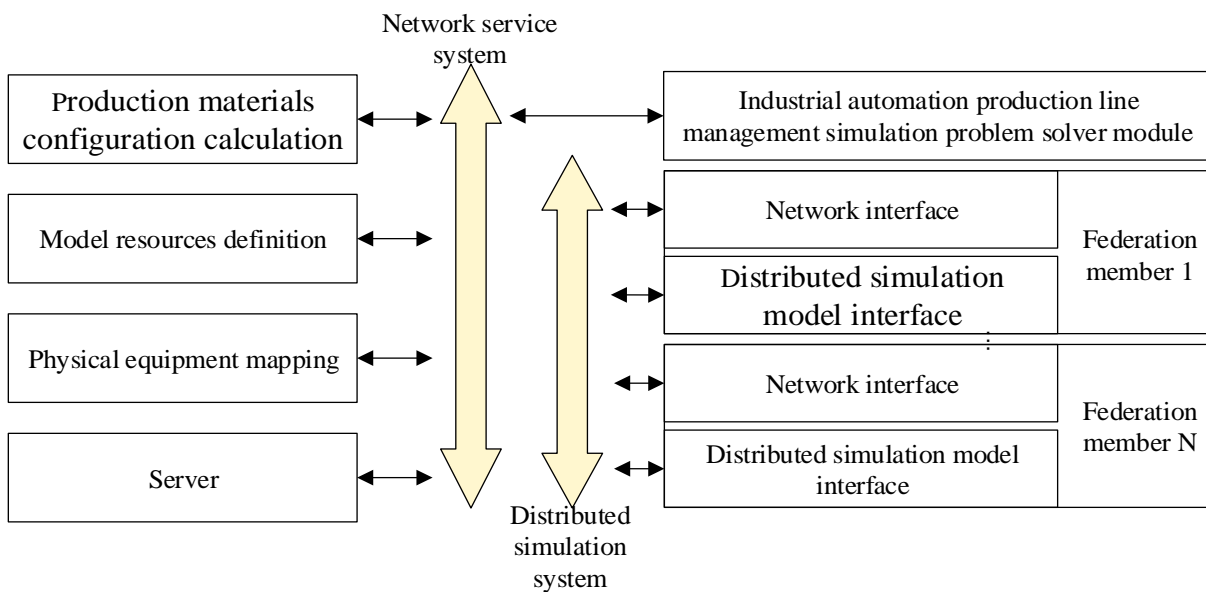 Network service
system
Production materials
configuration calculation
Model resources definition
Physical equipment mapping
Server
Industrial automation production line
management simulation problem solver module
Network interface
Distributed simulation
model interface
Federation
member 1
...
Network interface
Distributed simulation model
interface
Federation
member N
Distributed
simulation
system